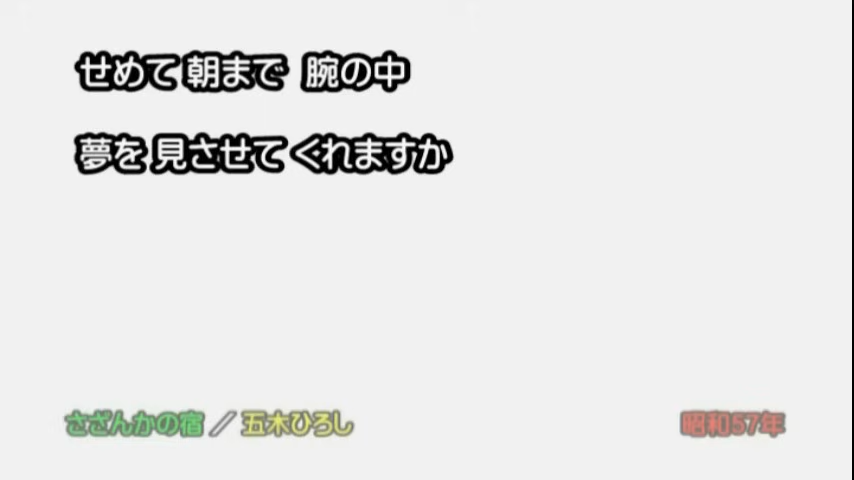 せめて 朝まで 腕の中
夢を 見させて くれますか
さざんかの宿 ／ 五木ひろし 昭和57年